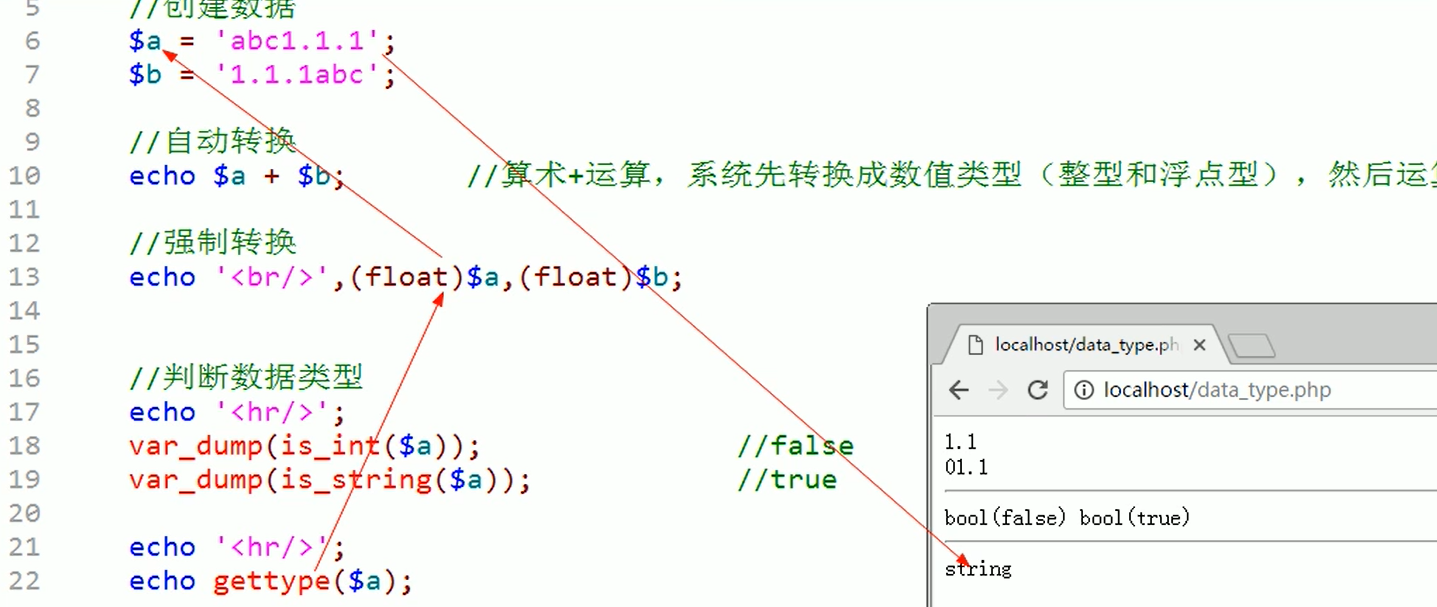 5 //创建数据
6 $a = 'abc1.1.1';
7 $b = '1.1.1abc';
8
9 //自动转换
10 echo $a + $b; //算术+运算，系统先转换成数值类型（整型和浮点型），然后运
11
12 //强制转换
13 echo '<br/>',(float)$a,(float)$b;
14
15
16 //判断数据类型
17 echo '<hr/>';
18 var_dump(is_int($a)); //false
19 var_dump(is_string($a)); //true
20
21 echo '<hr/>';
22 echo gettype($a);
localhost/data_type.ph
localhost/data_type.php
1.1
01.1
bool(false) bool(true)
string